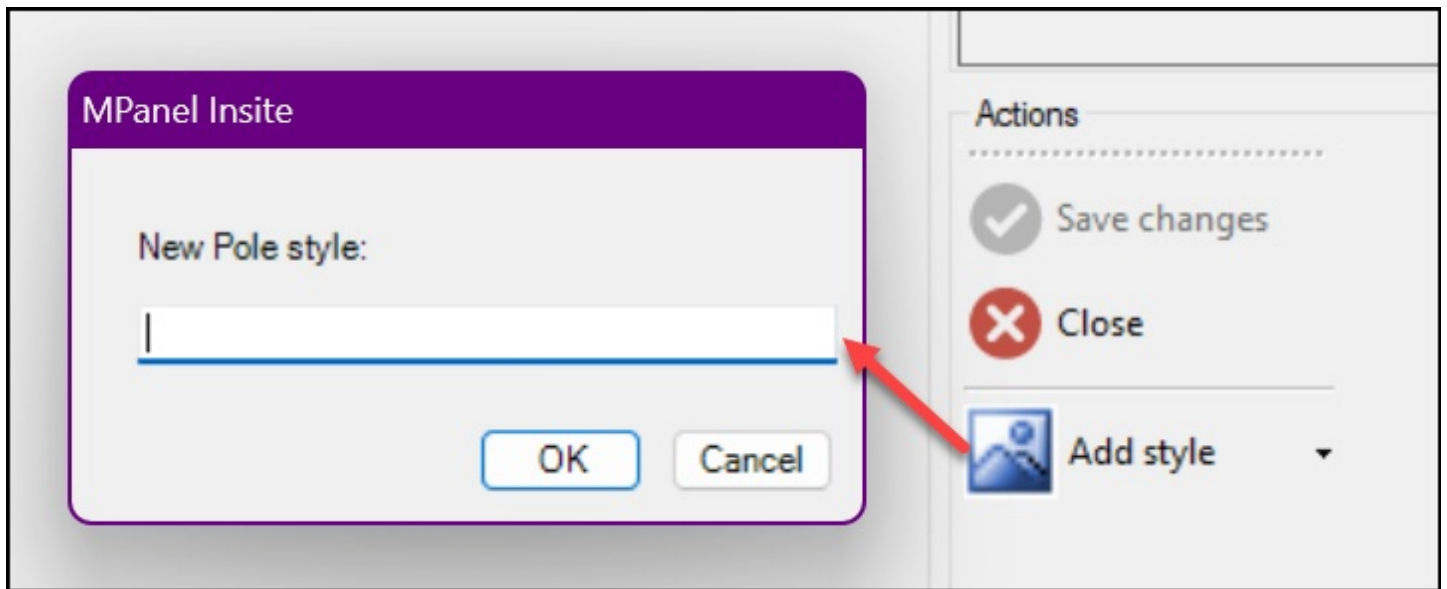 MPanel Insite
New Pole style:
OK
Cancel
Actions
Save changes
Close
Add style